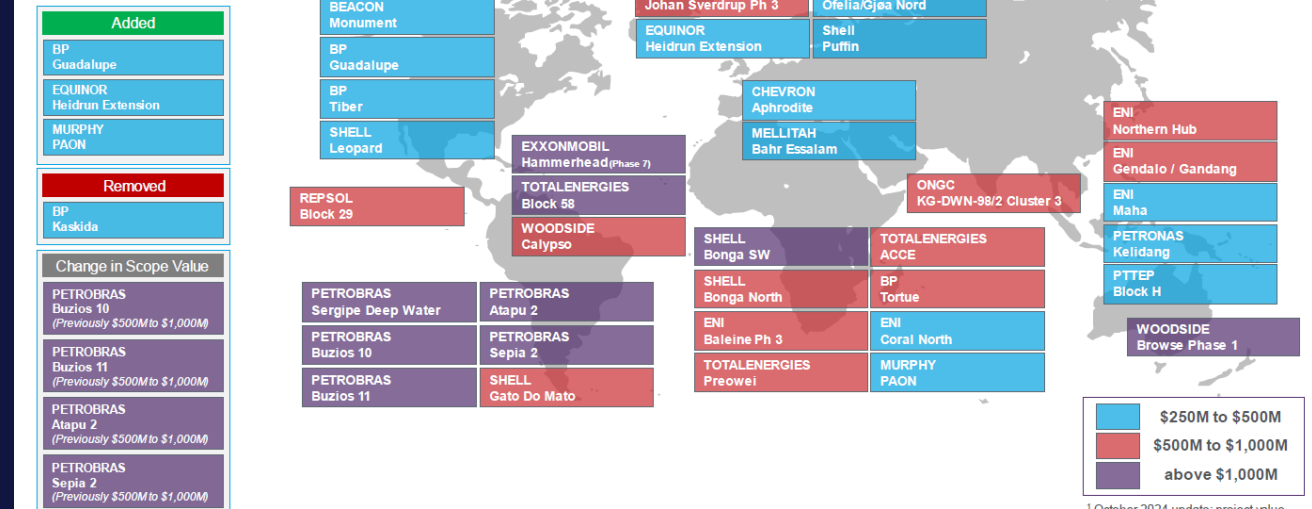 Added
BP
Guadalupe
EQUINOR
Heidrun Extension
MURPHY
PAON
Removed
BP
Kaskida
Change in Scope Value
PETROBRAS
Buzios 10
(Previously $500M to $1,000M)
PETROBRAS
Buzios 11
(Previously $500M to $1,000M)
PETROBRAS
Atapu 2
(Previously $500M to $1,000M)
PETROBRAS
Sepia 2
(Previously $500M to $1,000M)
BEACON
Monument
BP
Guadalupe
BP
Tiber
SHELL
Leopard
REPSOL
Block 29
EXXONMOBIL
Hammerhead (Phase 7)
TOTALENERGIES
Block 58
WOODSIDE
Calypso
PETROBRAS
Sergipe Deep Water
PETROBRAS
Atapu 2
PETROBRAS
Buzios 10
PETROBRAS
Sepia 2
PETROBRAS
Buzios 11
SHELL
Gato Do Mato
Johan Sverdrup Ph 3
Ofelia/Gjøa Nord
EQUINOR
Heidrun Extension
Shell
Puffin
CHEVRON
Aphrodite
MELLITAH
Bahr Essalam
SHELL
Bonga SW
TOTALENERGIES
ACCE
SHELL
Bonga North
BP
Tortue
ENI
Baleine Ph 3
ENI
Coral North
TOTALENERGIES
Preowei
MURPHY
PAON
ONGC
KG-DWN-98/2 Cluster 3
ENI
Northern Hub
ENI
Gendalo / Gandang
ENI
Maha
PETRONAS
Kelidang
PTTEP
Block H
WOODSIDE
Browse Phase 1
$250M to $500M
$500M to $1,000M
above $1,000M
1 October 2024 update: project value